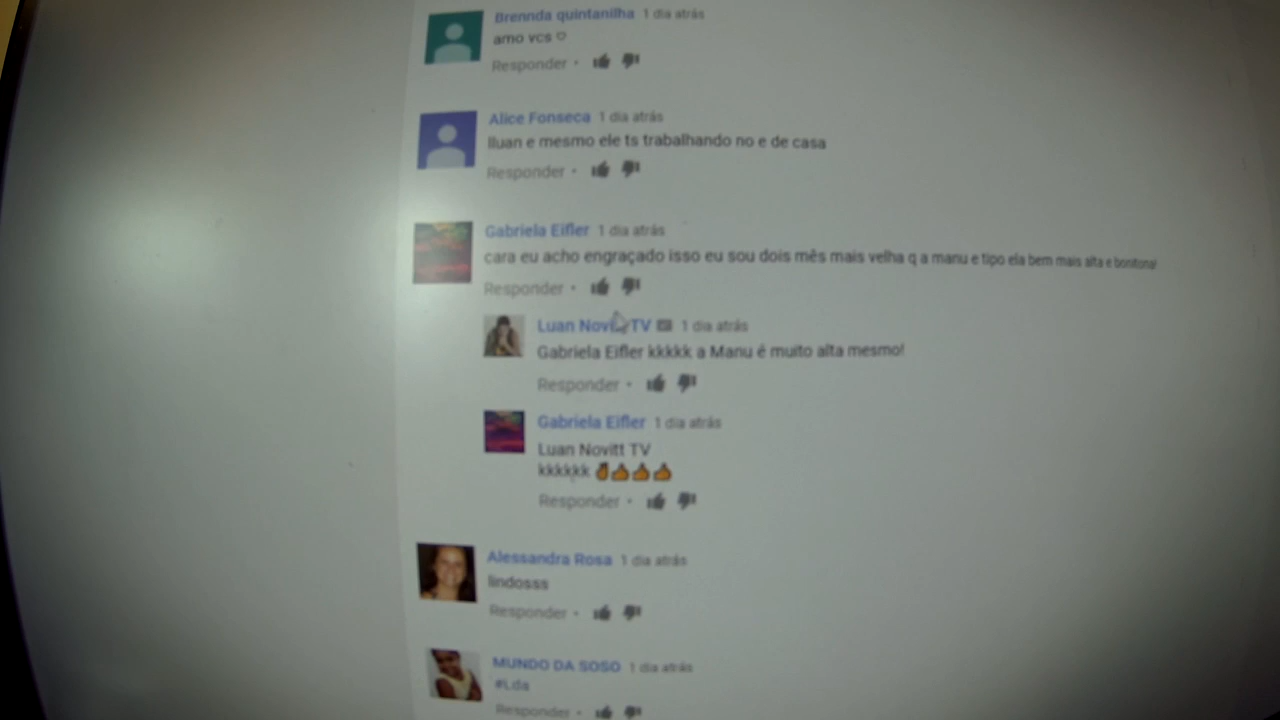 Brennda quintanilha 1 dia atrás
amo vcs ♡
Responder •
Alice Fonseca 1 dia atrás
lluan e mesmo ele ts trabalhando no e de casa
Responder •
Gabriela Eifler 1 dia atrás
cara eu acho engraçado isso eu sou dois mês mais velha q a manu e tipo ela bem mais alta e bonitona!
Responder •
Luan Novitt TV 1 dia atrás
Gabriela Eifler kkkkk a Manu é muito alta mesmo!
Responder •
Gabriela Eifler 1 dia atrás
Luan Novitt TV
kkkkkk ✌👍👍👍
Responder •
Alessandra Rosa 1 dia atrás
lindosss
Responder •
MUNDO DA SOSO 1 dia atrás
#Lda
Responder •